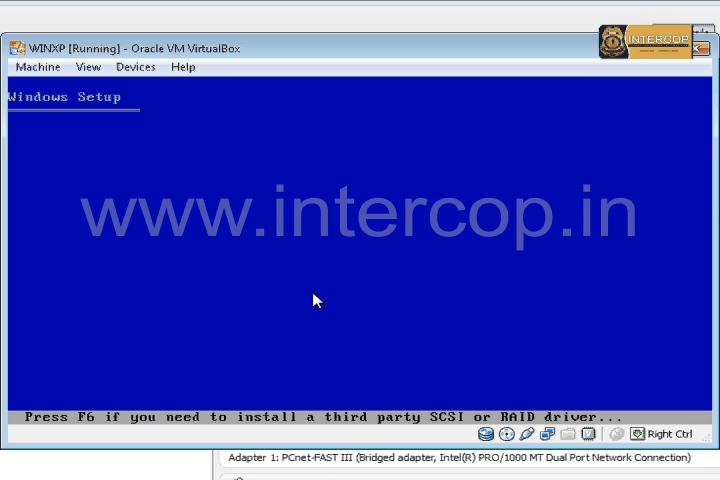 INTERCOP
WINXP [Running] - Oracle VM VirtualBox
Machine View Devices Help
Windows Setup
www.intercop.in
Press F6 if you need to install a third party SCSI or RAID driver...
Right Ctrl
Adapter 1: PCnet-FAST III (Bridged adapter, Intel(R) PRO/1000 MT Dual Port Network Connection)